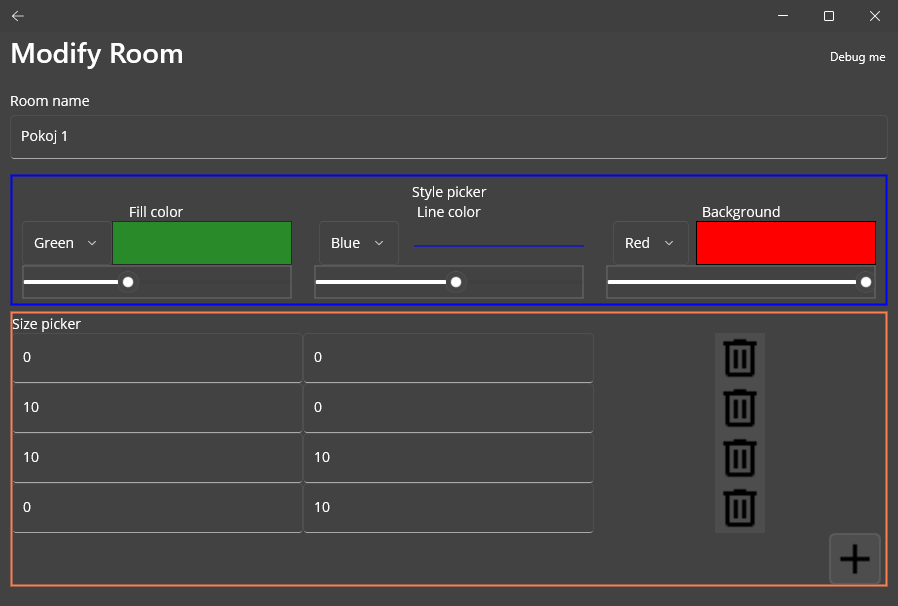 Modify Room
Debug me
Room name
Pokoj 1
Style picker
Fill color Line color Background
Green Blue Red
Size picker
0 0
10 0
10 10
0 10